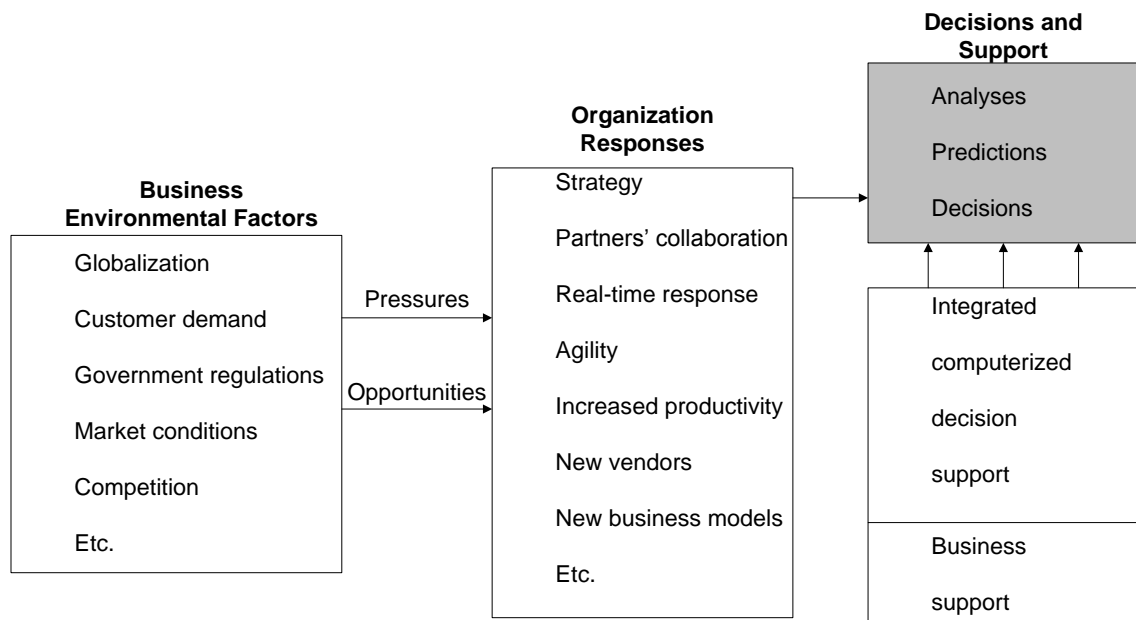 Business
Environmental Factors
Globalization
Customer demand
Government regulations
Market conditions
Competition
Etc.
Pressures
Opportunities
Organization
Responses
Strategy
Partners’ collaboration
Real-time response
Agility
Increased productivity
New vendors
New business models
Etc.
Decisions and
Support
Analyses
Predictions
Decisions
Integrated
computerized
decision
support
Business
support